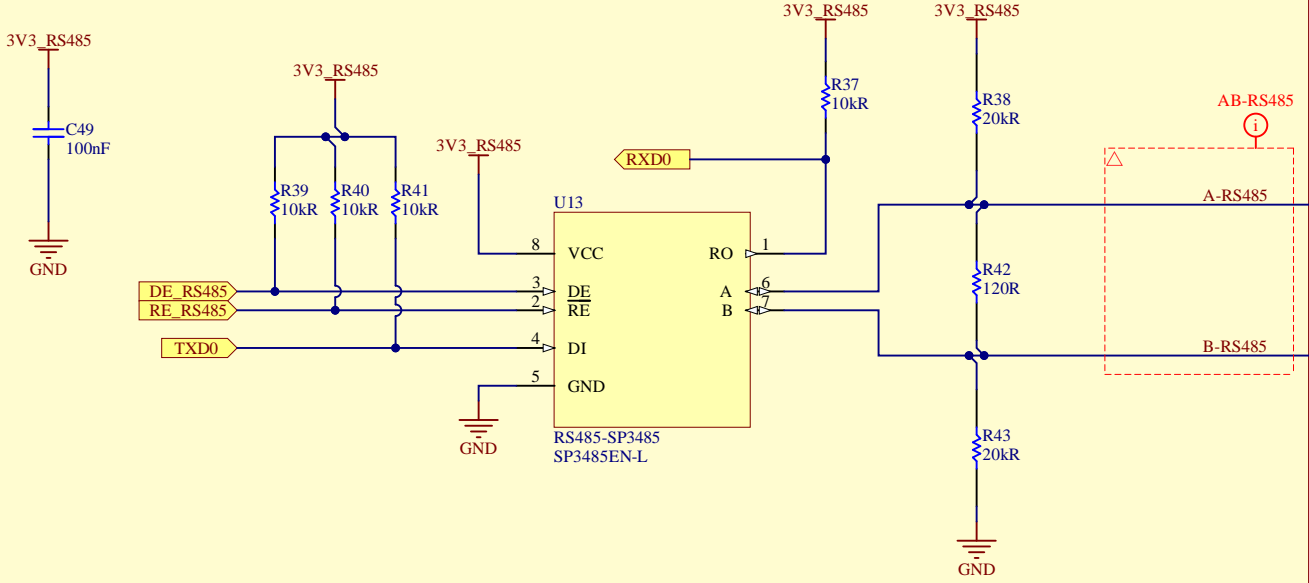 3V3_RS485
3V3_RS485
3V3_RS485
3V3_RS485
3V3_RS485
C49
100nF
GND
R39
10kR
R40
10kR
R41
10kR
R37
10kR
R38
20kR
AB-RS485
i
RXD0
A-RS485
U13
8
VCC
RO
1
DE_RS485
3
DE
A
6
RE_RS485
2
RE
B
7
R42
120R
TXD0
4
DI
B-RS485
5
GND
GND
RS485-SP3485
SP3485EN-L
R43
20kR
GND